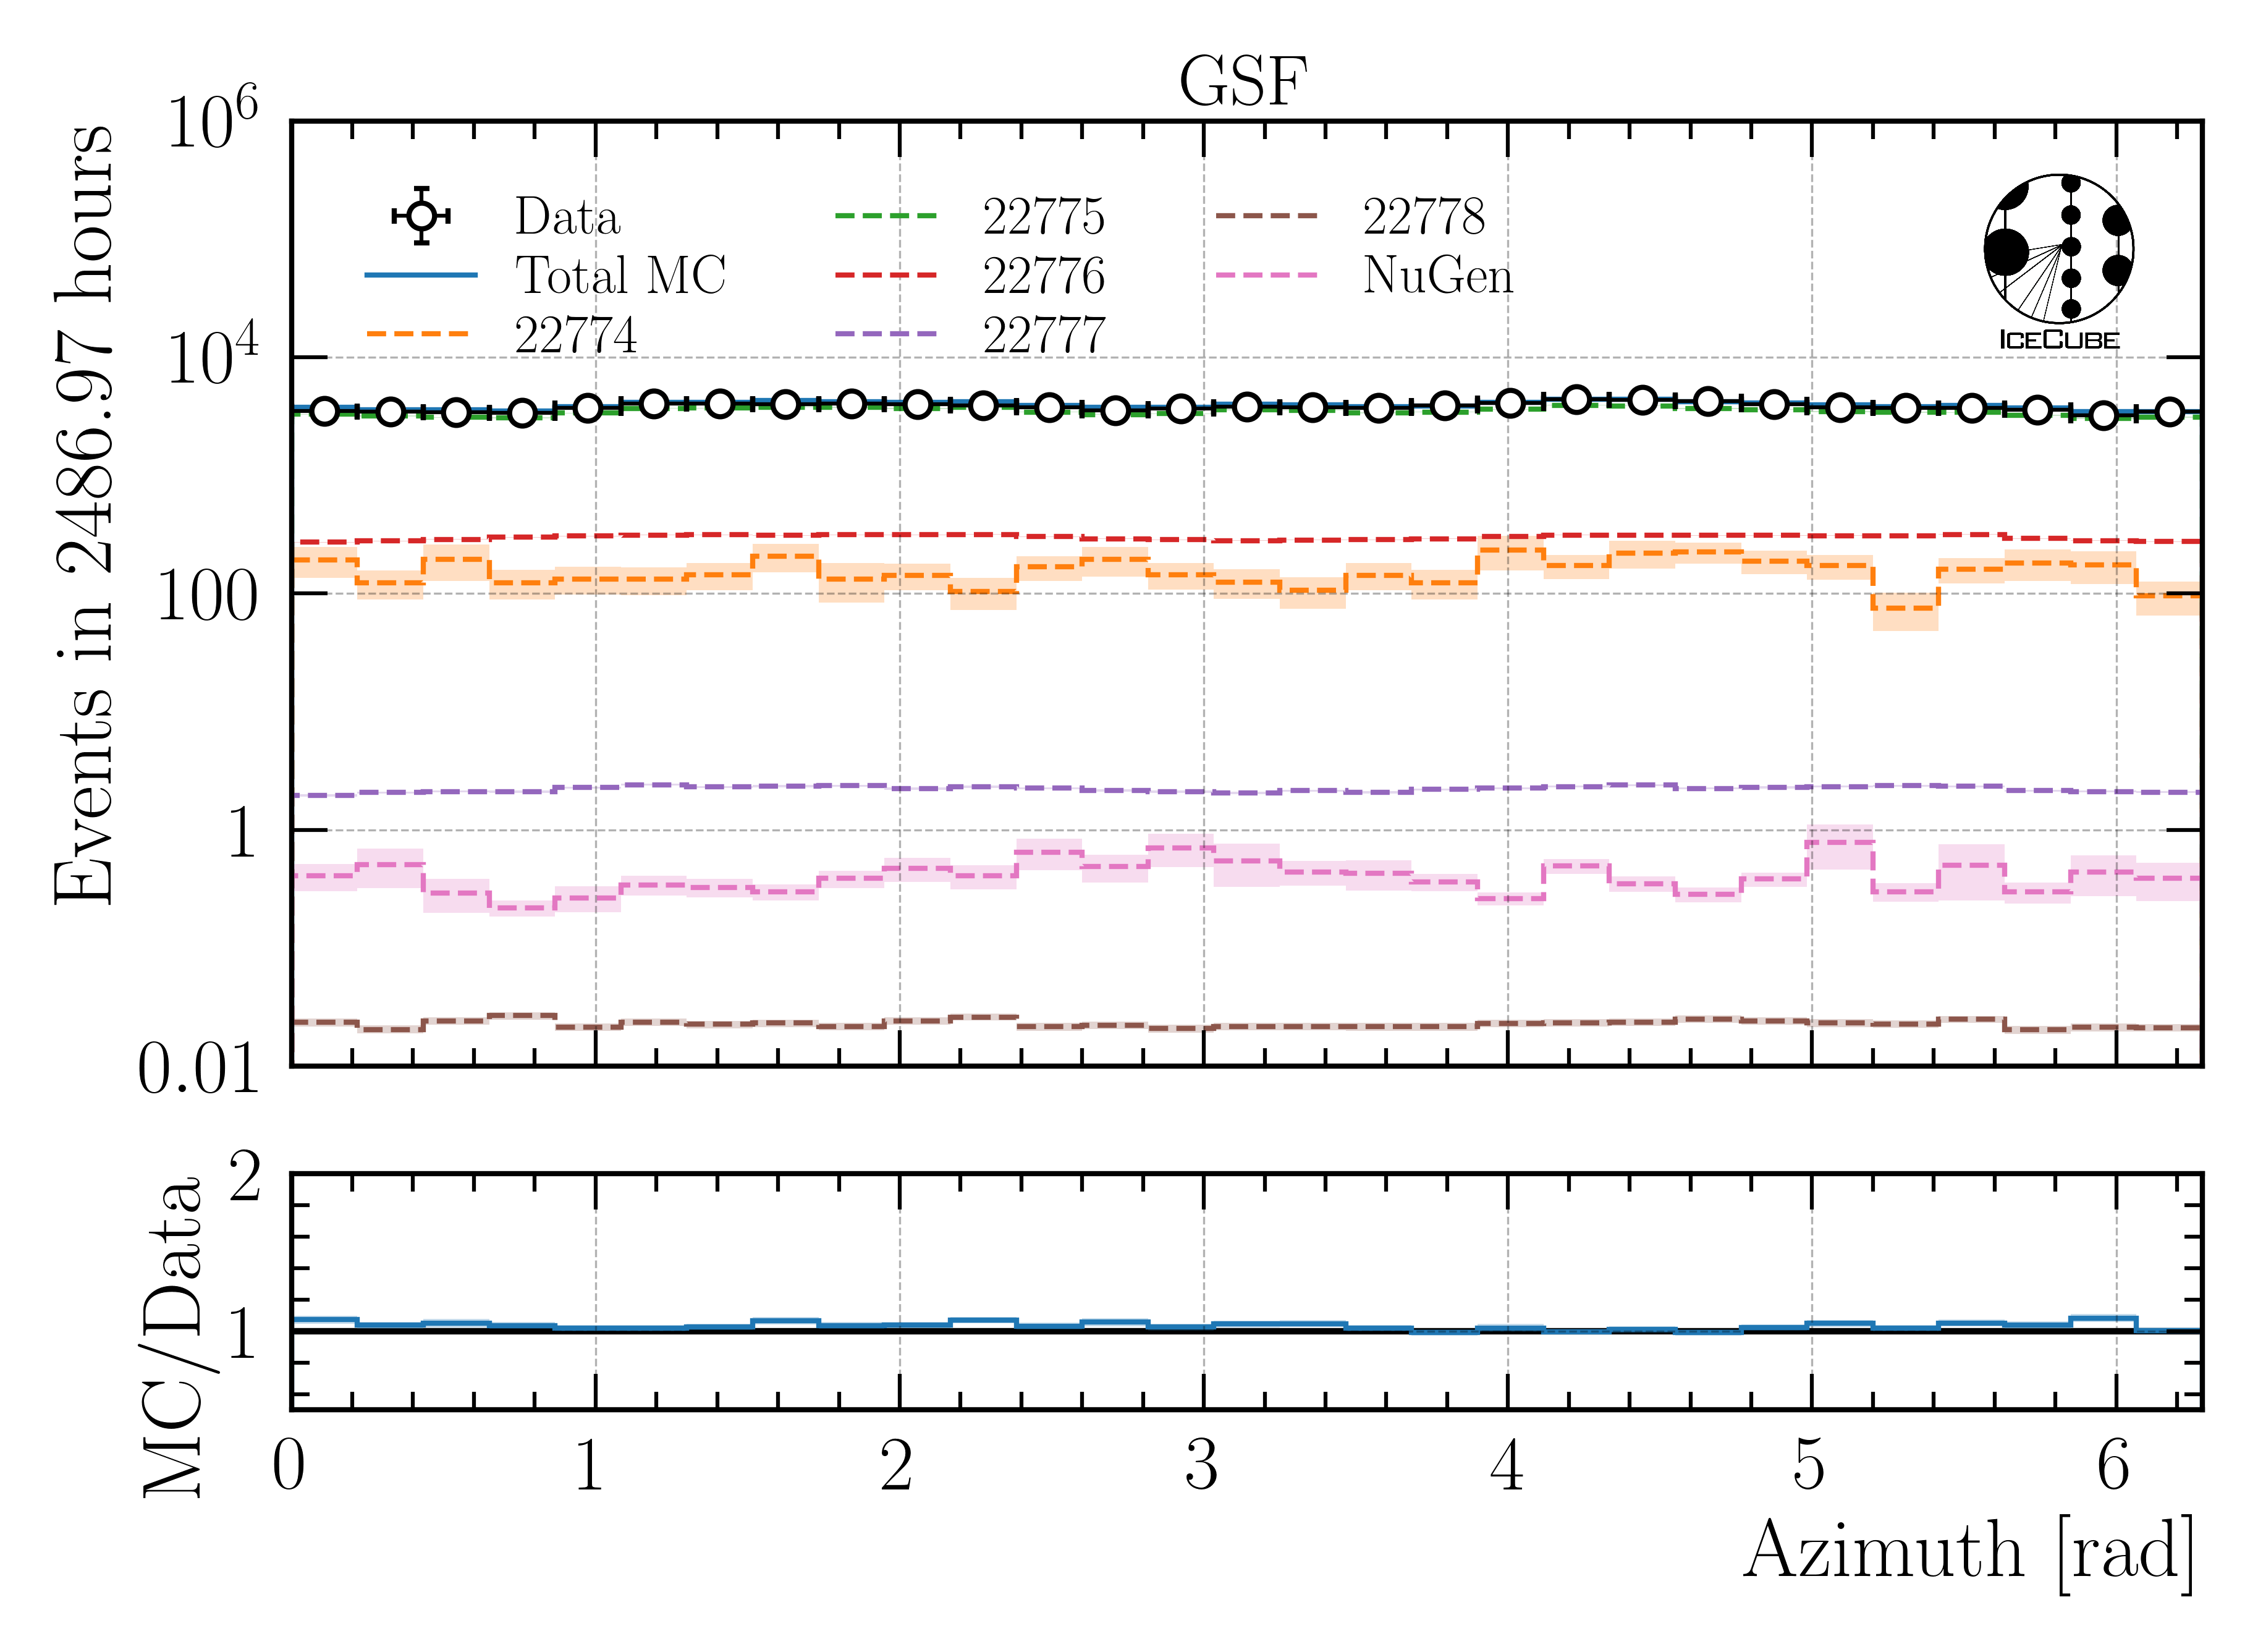 GSF
Events in 2486.97 hours
10^6
10^4
100
1
0.01
Data
Total MC
22774
22775
22776
22777
22778
NuGen
IceCube
MC/Data
2
1
0 1 2 3 4 5 6
Azimuth [rad]